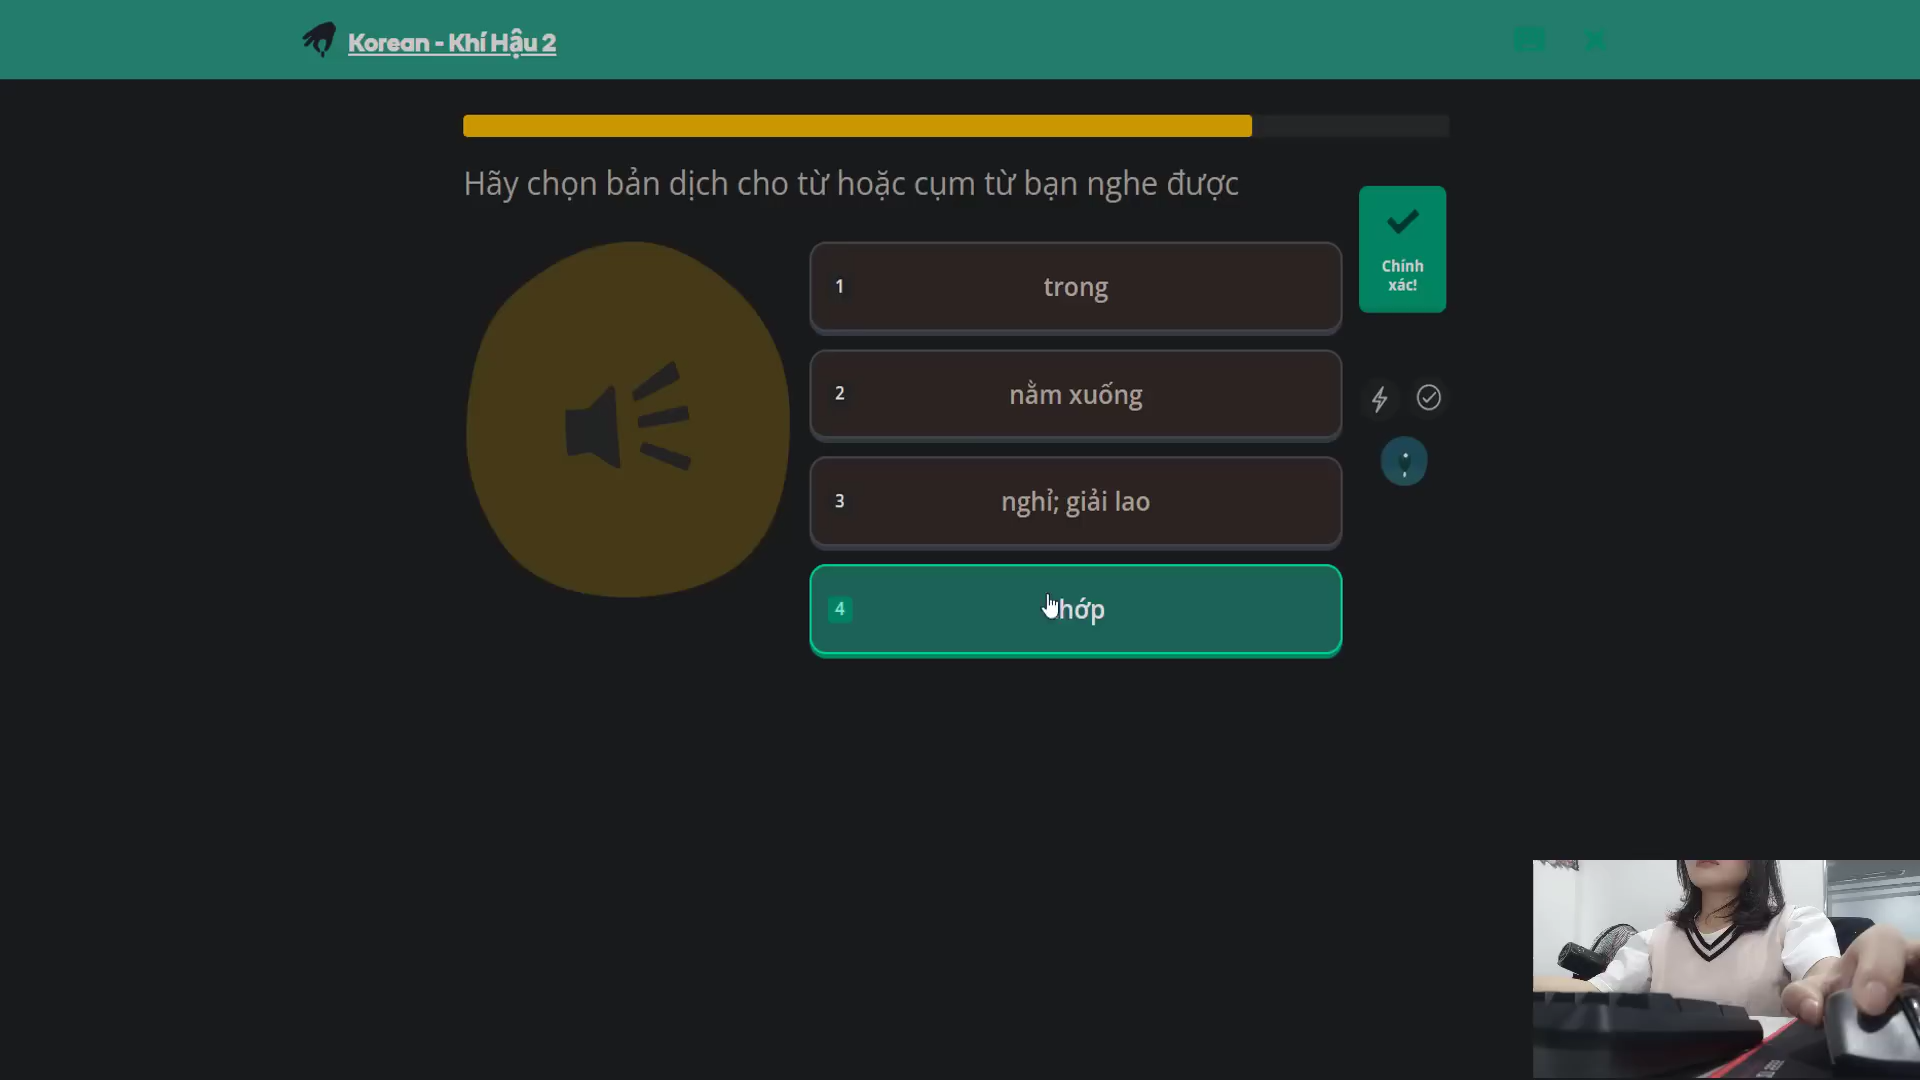 Korean - Khí Hậu 2
Hãy chọn bản dịch cho từ hoặc cụm từ bạn nghe được
1 trong
2 nằm xuống
3 nghỉ; giải lao
4
Chính
xác!